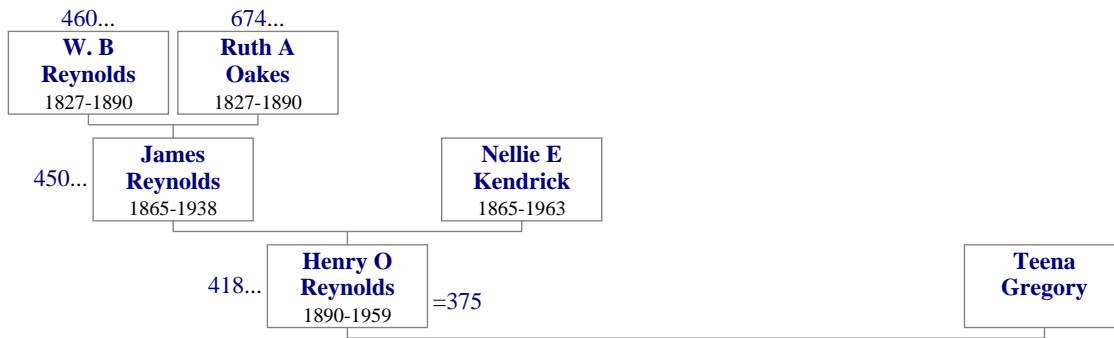 460...
674...
W. B
Reynolds
1827-1890
Ruth A
Oakes
1827-1890
450...
James
Reynolds
1865-1938
Nellie E
Kendrick
1865-1963
418...
Henry O
Reynolds
1890-1959
=375
Teena
Gregory